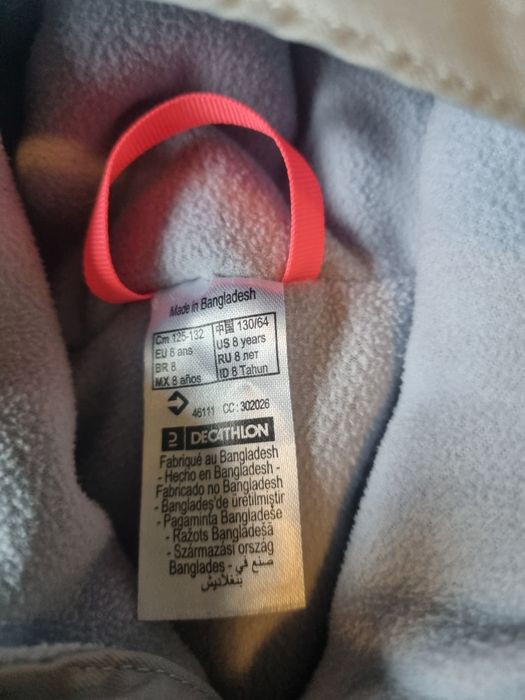 Made in Bangladesh
Cm 125-132 中国 130/64
EU 8 ans US 8 years
BR 8 RU 8 лет
MX 8 años ID 8 Tahun
46111 CC: 302026
DECATHLON
Fabriqué au Bangladesh
- Hecho en Bangladesh -
Fabricado no Bangladesh
- Bangladeş'de üretilmiştir
- Pagaminta Bangladeše
- Ražots Bangladešā
- Származási ország
Banglades - صنع في
بنغلاديش